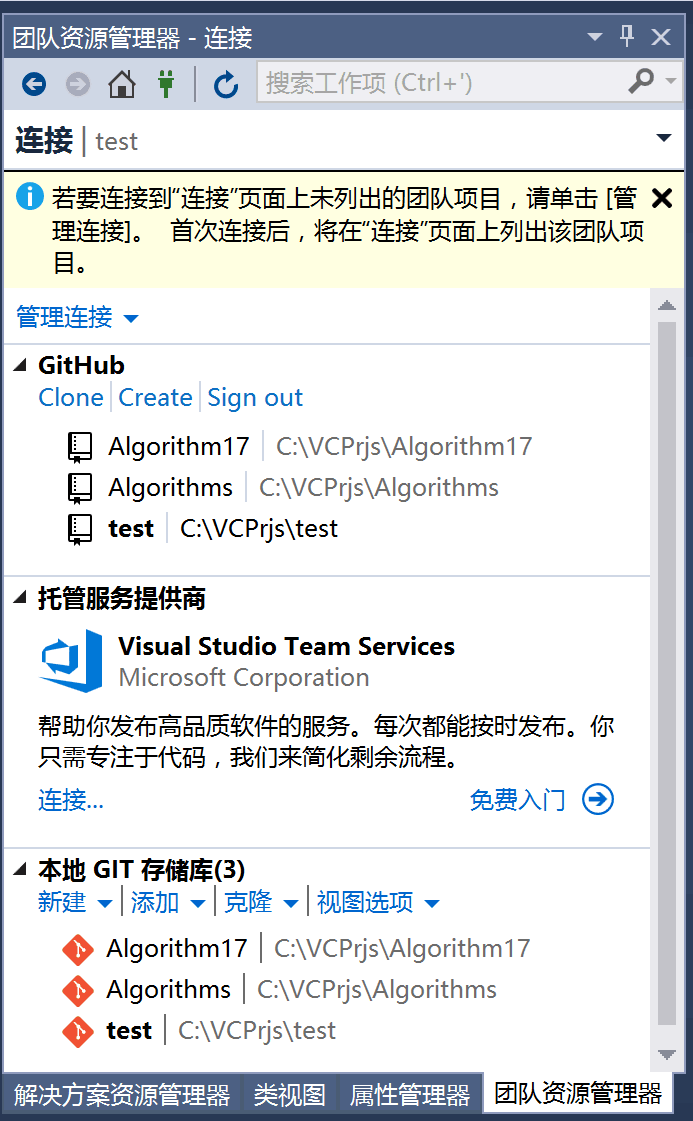 团队资源管理器 - 连接
搜索工作项 (Ctrl+')
连接 | test
若要连接到“连接”页面上未列出的团队项目，请单击 [管
理连接]。 首次连接后，将在“连接”页面上列出该团队项
目。
管理连接
GitHub
Clone | Create | Sign out
Algorithm17 | C:\VCPrjs\Algorithm17
Algorithms | C:\VCPrjs\Algorithms
test | C:\VCPrjs\test
托管服务提供商
Visual Studio Team Services
Microsoft Corporation
帮助你发布高品质软件的服务。每次都能按时发布。你
只需专注于代码，我们来简化剩余流程。
连接... 免费入门
本地 GIT 存储库(3)
新建 | 添加 | 克隆 | 视图选项
Algorithm17 | C:\VCPrjs\Algorithm17
Algorithms | C:\VCPrjs\Algorithms
test | C:\VCPrjs\test
解决方案资源管理器 类视图 属性管理器 团队资源管理器